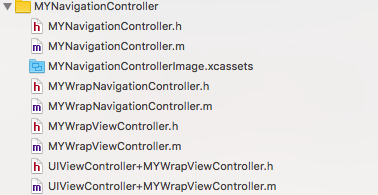 MYNavigationController
h MYNavigationController.h
m MYNavigationController.m
MYNavigationControllerImage.xcassets
h MYWrapNavigationController.h
m MYWrapNavigationController.m
h MYWrapViewController.h
m MYWrapViewController.m
h UIViewController+MYWrapViewController.h
m UIViewController+MYWrapViewController.m